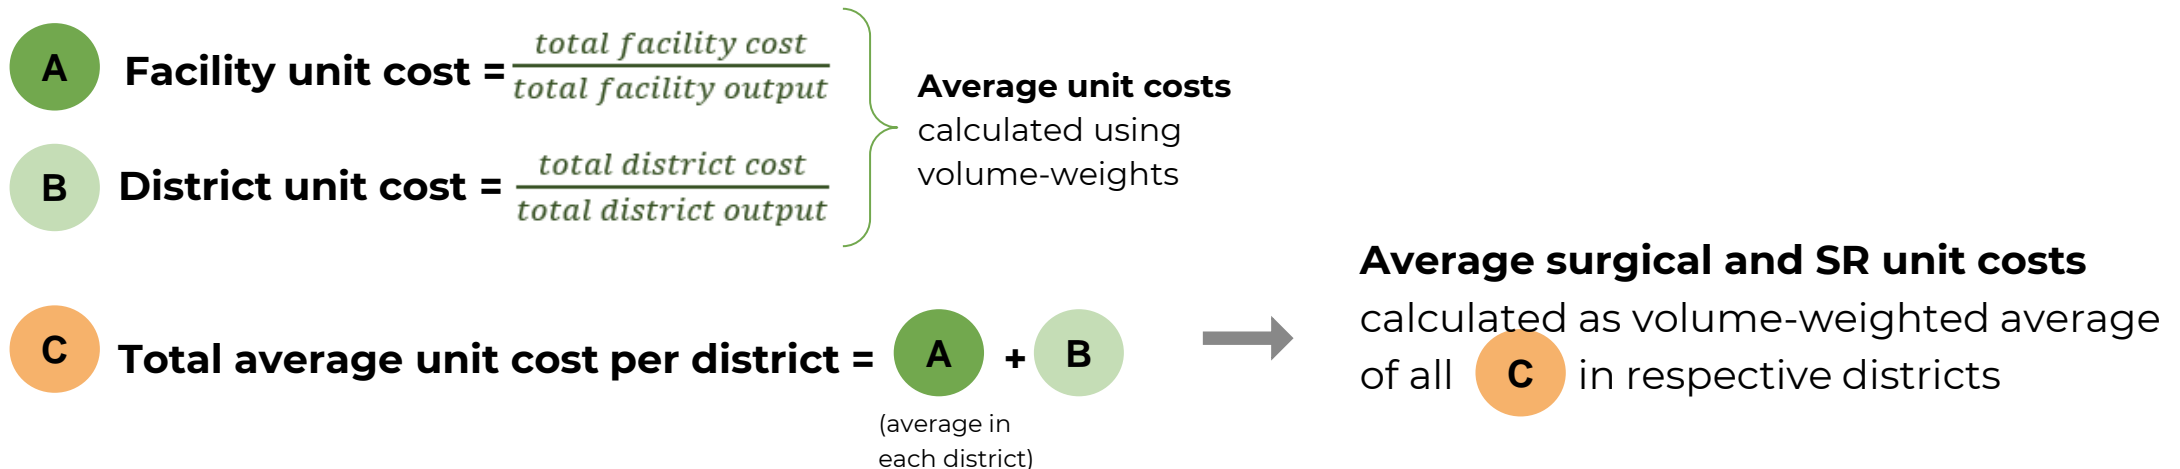 A Facility unit cost = total facility cost / total facility output
B District unit cost = total district cost / total district output
Average unit costs
calculated using
volume-weights
C Total average unit cost per district = A + B
(average in
each district)
Average surgical and SR unit costs
calculated as volume-weighted average
of all C in respective districts